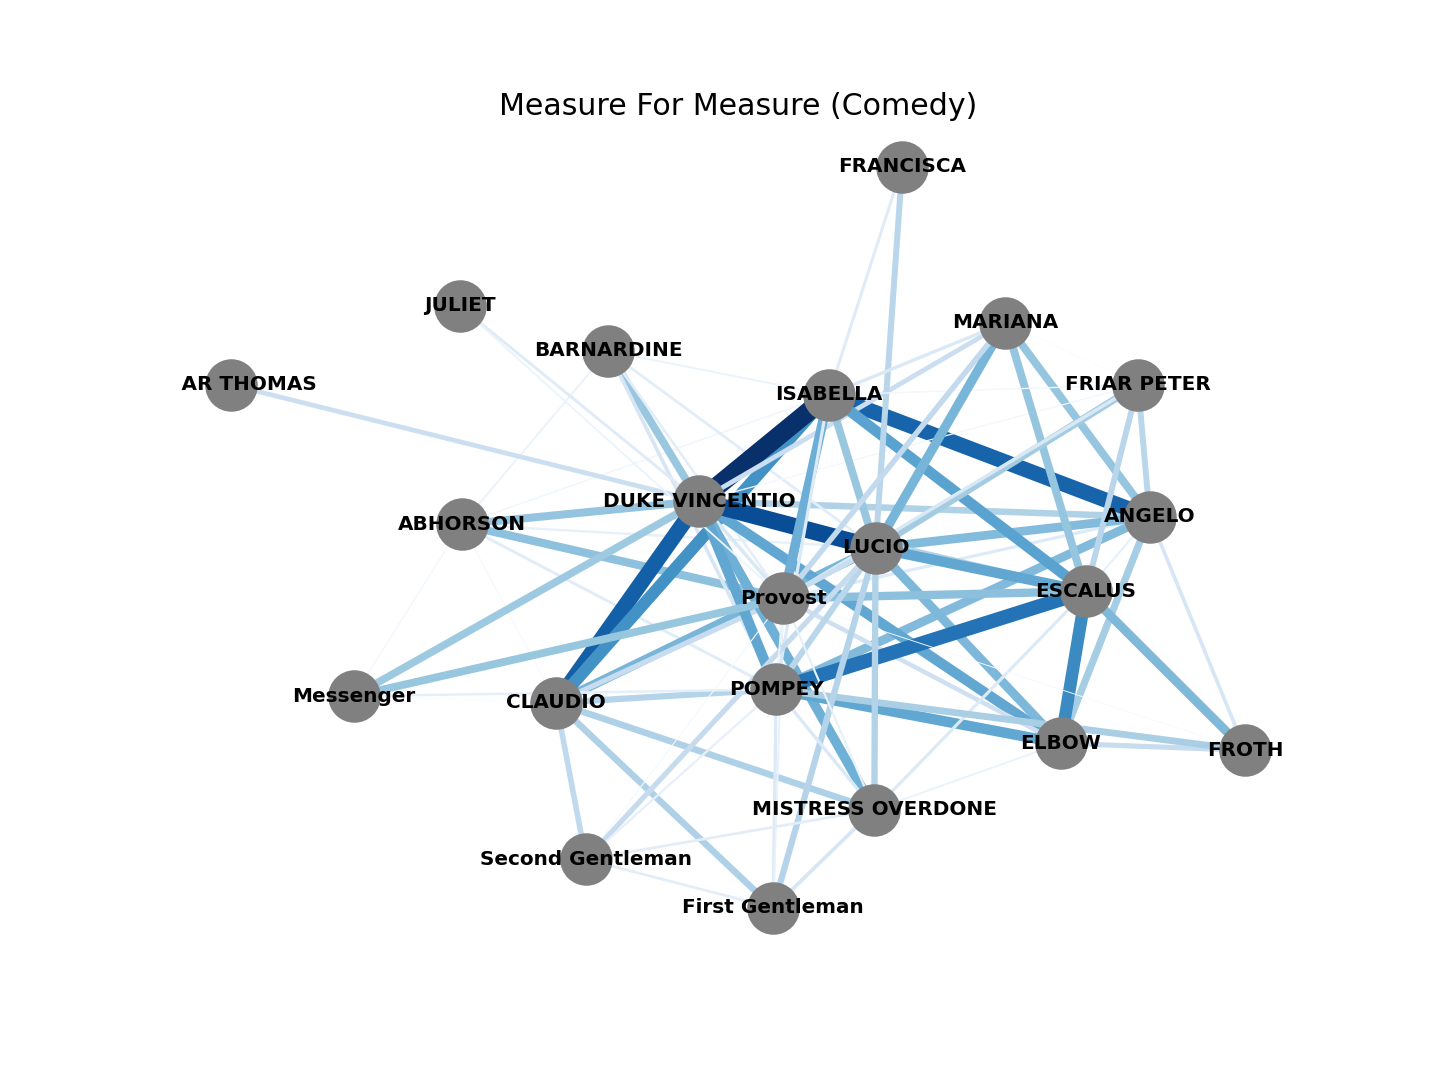 Measure For Measure (Comedy)
FRANCISCA
JULIET
MARIANA
BARNARDINE
AR THOMAS
FRIAR PETER
ISABELLA
DUKE VINCENTIO
ANGELO
ABHORSON
LUCIO
ESCALUS
Provost
POMPEY
Messenger
CLAUDIO
ELBOW
FROTH
MISTRESS OVERDONE
Second Gentleman
First Gentleman